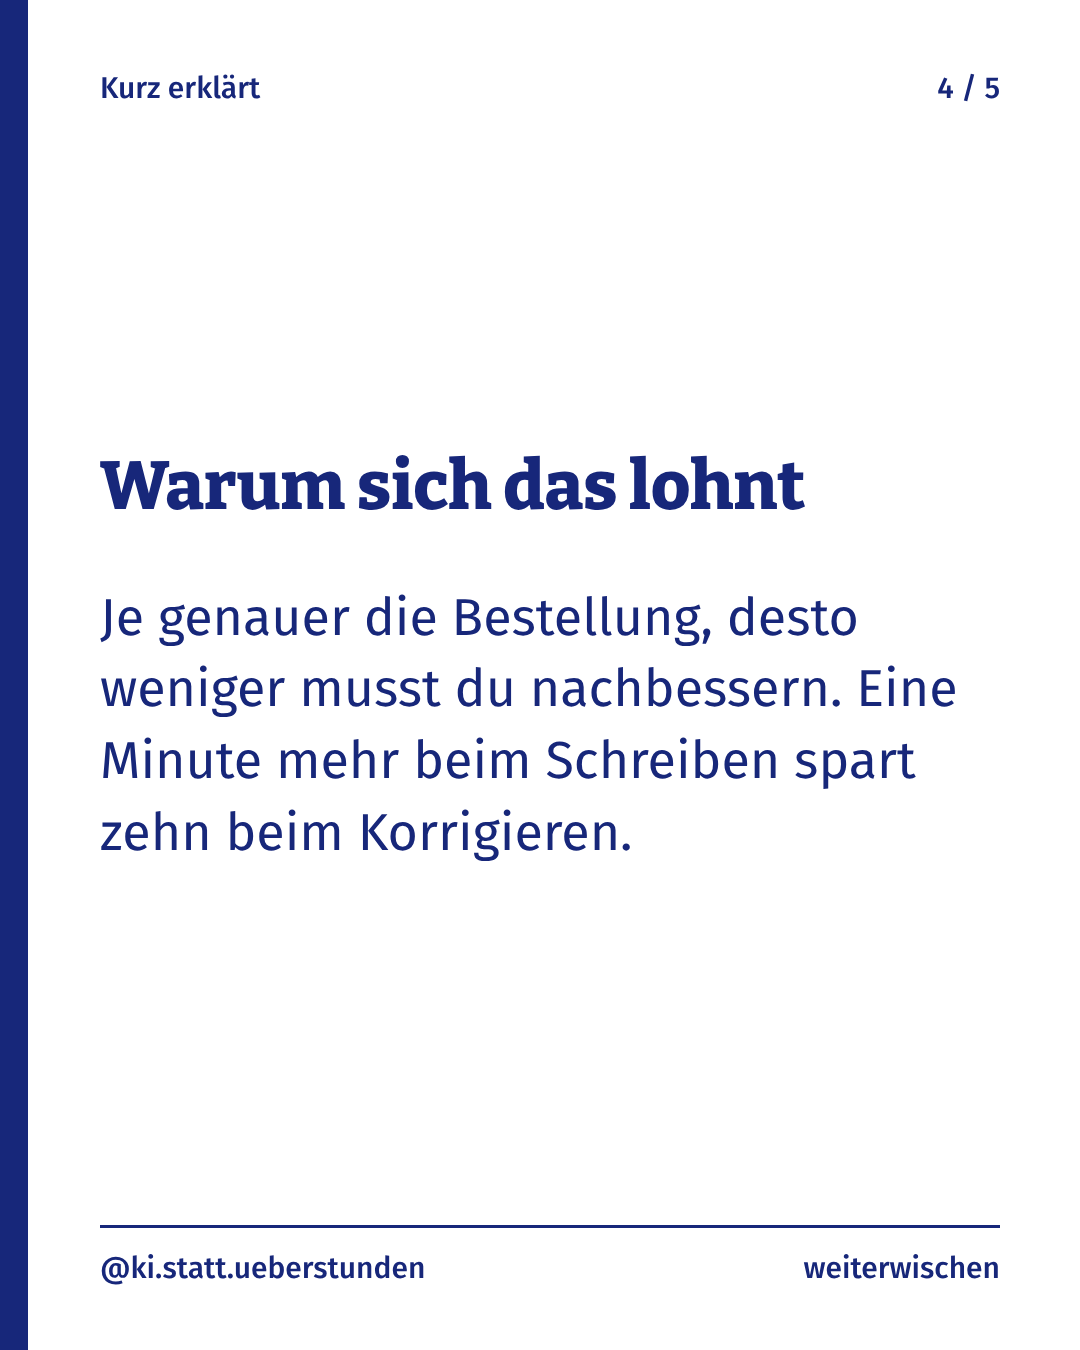 Kurz erklärt
4 / 5
Warum sich das lohnt
Je genauer die Bestellung, desto
weniger musst du nachbessern. Eine
Minute mehr beim Schreiben spart
zehn beim Korrigieren.
@ki.statt.ueberstunden
weiterwischen